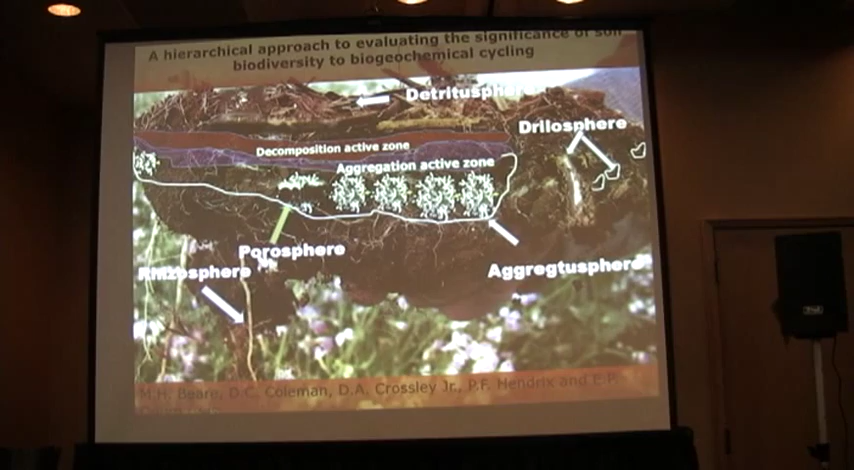 A hierarchical approach to evaluating the significance of soil
biodiversity to biogeochemical cycling
Detritusphere
Drilosphere
Decomposition active zone
Aggregation active zone
Porosphere
Rhizosphere
Aggregtusphere
M.H. Beare, D.C. Coleman, D.A. Crossley Jr., P.F. Hendrix and E.P.